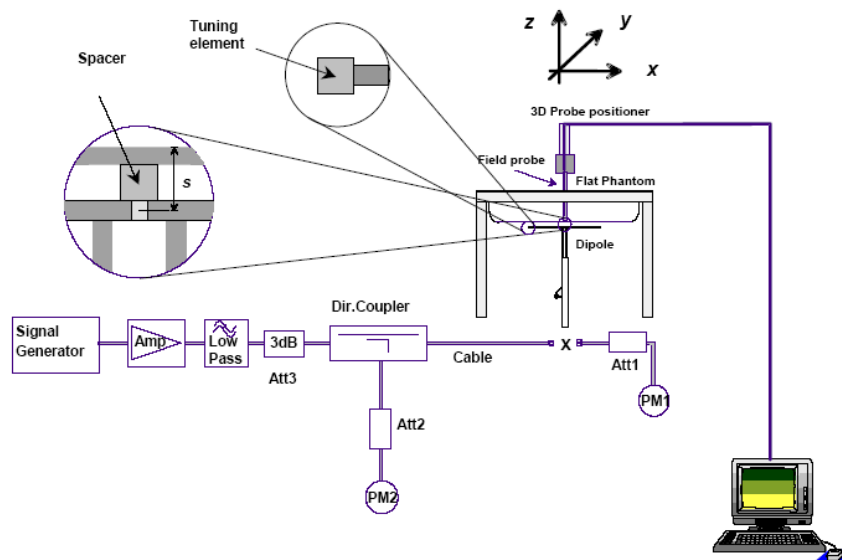 Tuning
element
Spacer
s
z
y
x
3D Probe positioner
Field probe
Flat Phantom
Dipole
Dir.Coupler
Signal
Generator
Amp
Low
Pass
3dB
Att3
Cable
X
Att1
PM1
Att2
PM2